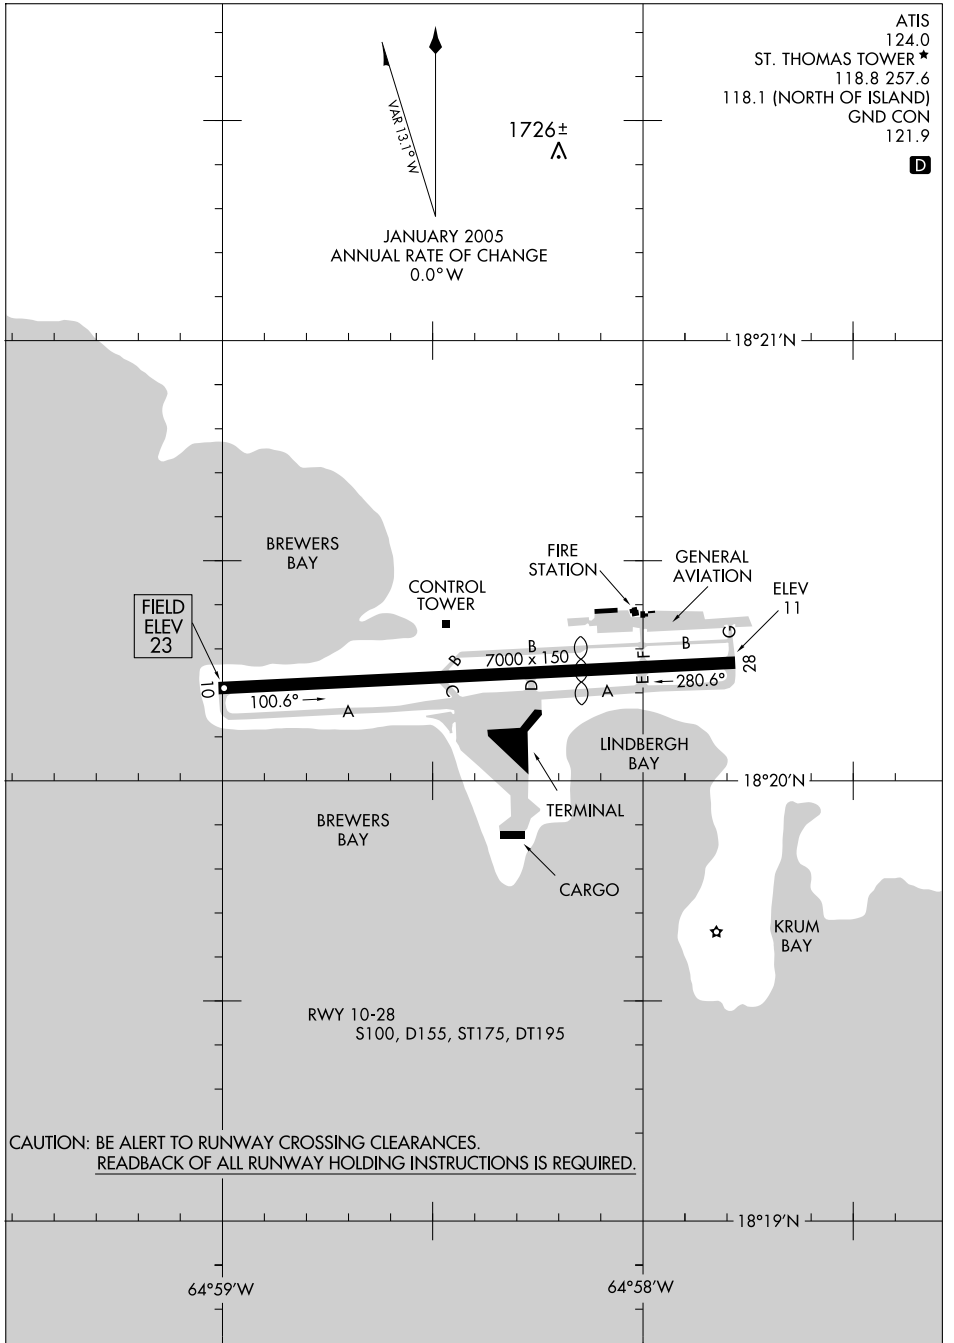 ATIS
124.0
ST. THOMAS TOWER ★
118.8 257.6
118.1 (NORTH OF ISLAND)
GND CON
121.9
D
VAR 13.1° W
1726±
JANUARY 2005
ANNUAL RATE OF CHANGE
0.0° W
18°21'N
BREWERS
BAY
CONTROL
TOWER
FIRE
STATION
GENERAL
AVIATION
ELEV
11
FIELD
ELEV
23
B
B
7000 x 150
F
B
G
28
10
100.6°
A
C
D
E
A
280.6°
LINDBERGH
BAY
18°20'N
TERMINAL
BREWERS
BAY
CARGO
KRUM
BAY
RWY 10-28
S100, D155, ST175, DT195
CAUTION: BE ALERT TO RUNWAY CROSSING CLEARANCES.
READBACK OF ALL RUNWAY HOLDING INSTRUCTIONS IS REQUIRED.
18°19'N
64°59'W
64°58'W